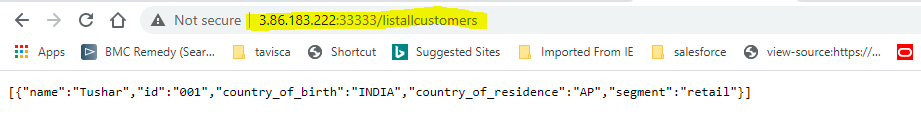 Not secure | 3.86.183.222:33333/listallcustomers
BMC Remedy (Sear... tavisca Shortcut Suggested Sites Imported From IE salesforce view-source:https://...
[{"name":"Tushar","id":"001","country_of_birth":"INDIA","country_of_residence":"AP","segment":"retail"}]